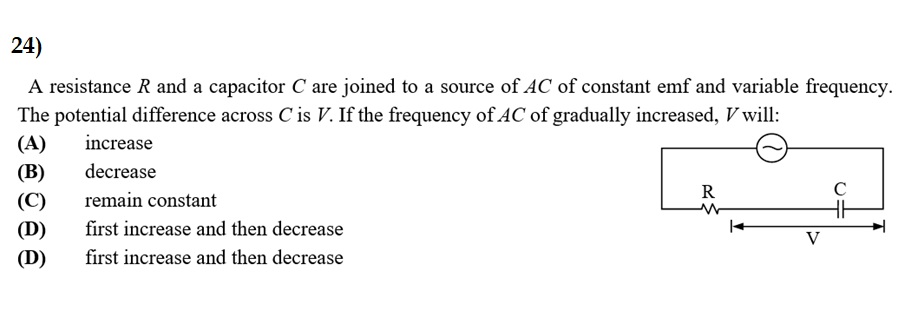 24)
A resistance R and a capacitor C are joined to a source of AC of constant emf and variable frequency.
The potential difference across C is V. If the frequency of AC of gradually increased, V will:
(A) increase
(B) decrease
(C) remain constant
(D) first increase and then decrease
(D) first increase and then decrease
R
C
V